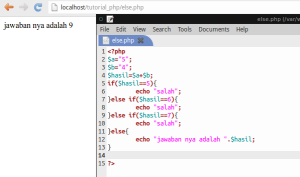 localhost/tutorial_php/else.php
jawaban nya adalah 9
else.php (/var/w
File Edit Search Tools Documents Help
else.php
1 <?php
2 $a="5";
3 $b="4";
4 $hasil=$a+$b;
5 if($hasil==5){
6 echo "salah";
7 }else if($hasil==6){
8 echo "salah";
9 }else if($hasil==7){
10 echo "salah";
11 }else{
12 echo "jawaban nya adalah ".$hasil;
13 }
14
15 ?>